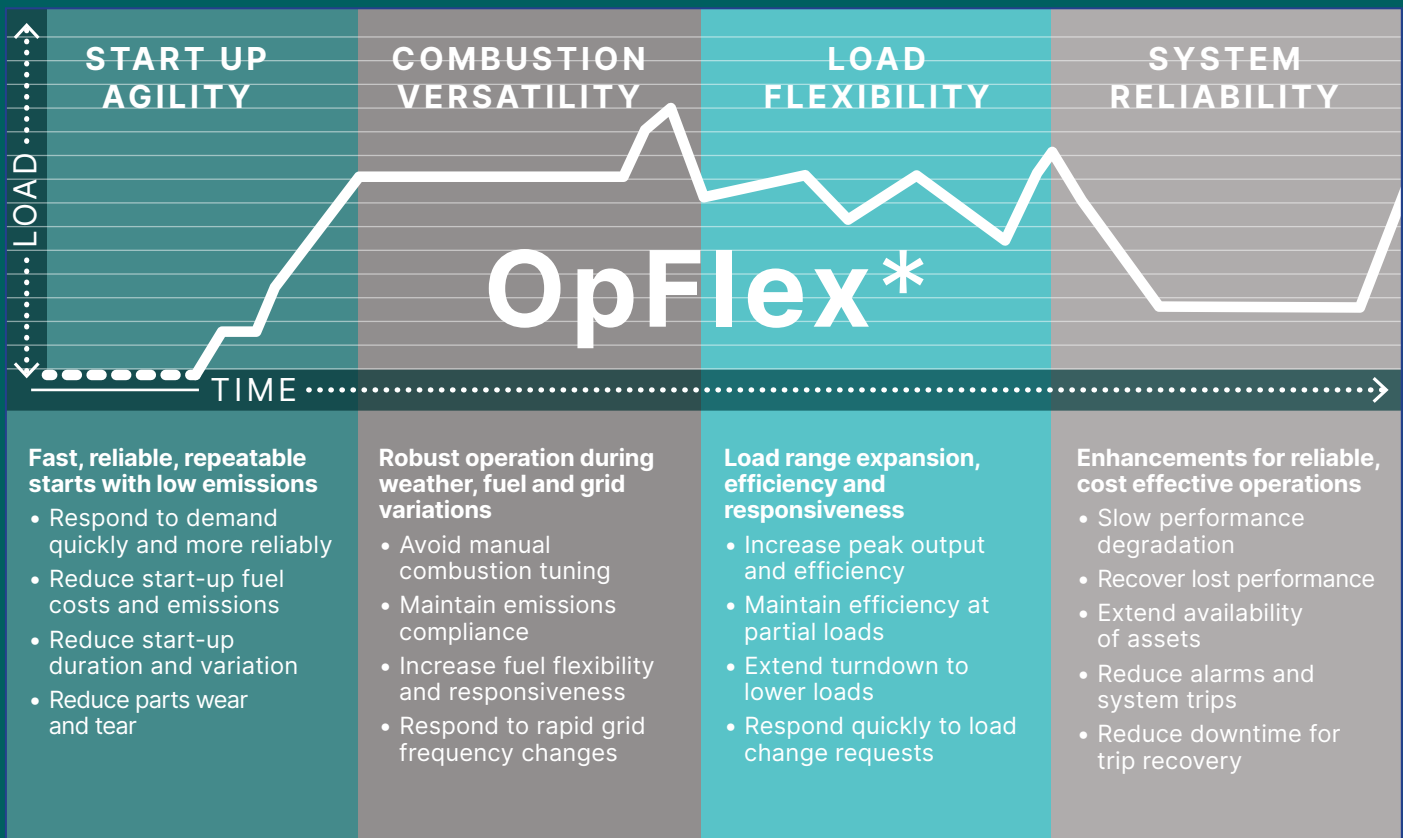 START UP
AGILITY
COMBUSTION
VERSATILITY
LOAD
FLEXIBILITY
SYSTEM
RELIABILITY
LOAD
OpFlex*
TIME
Fast, reliable, repeatable
starts with low emissions
• Respond to demand
quickly and more reliably
• Reduce start-up fuel
costs and emissions
• Reduce start-up
duration and variation
• Reduce parts wear
and tear
Robust operation during
weather, fuel and grid
variations
• Avoid manual
combustion tuning
• Maintain emissions
compliance
• Increase fuel flexibility
and responsiveness
• Respond to rapid grid
frequency changes
Load range expansion,
efficiency and
responsiveness
• Increase peak output
and efficiency
• Maintain efficiency at
partial loads
• Extend turndown to
lower loads
• Respond quickly to load
change requests
Enhancements for reliable,
cost effective operations
• Slow performance
degradation
• Recover lost performance
• Extend availability
of assets
• Reduce alarms and
system trips
• Reduce downtime for
trip recovery